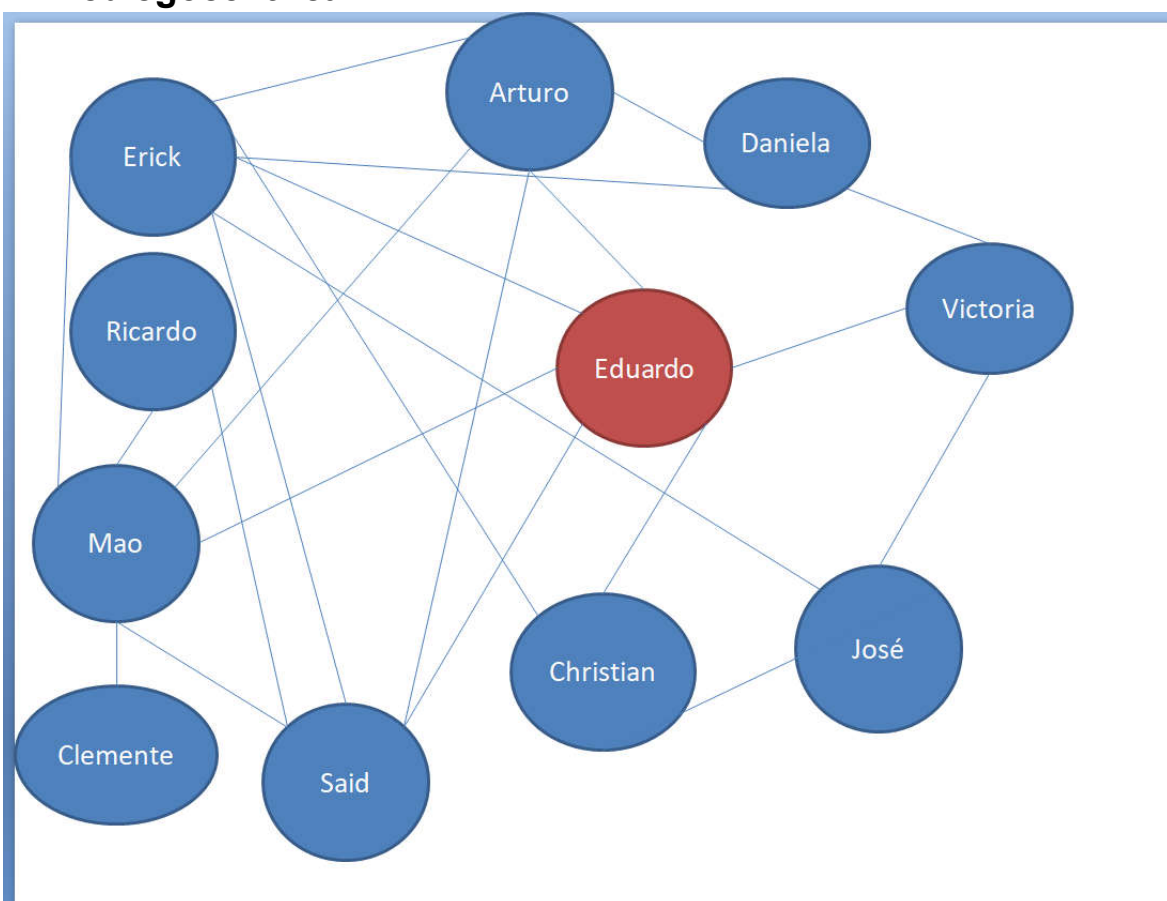 Arturo
Daniela
Erick
Victoria
Ricardo
Eduardo
Mao
José
Christian
Clemente
Said